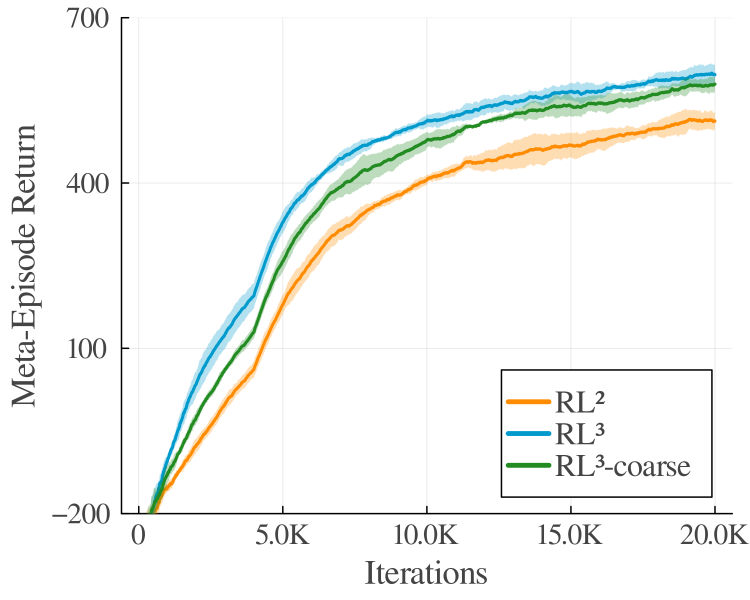 700
400
100
−200
Meta-Episode Return
0
5.0K
10.0K
15.0K
20.0K
Iterations
RL²
RL³
RL³-coarse